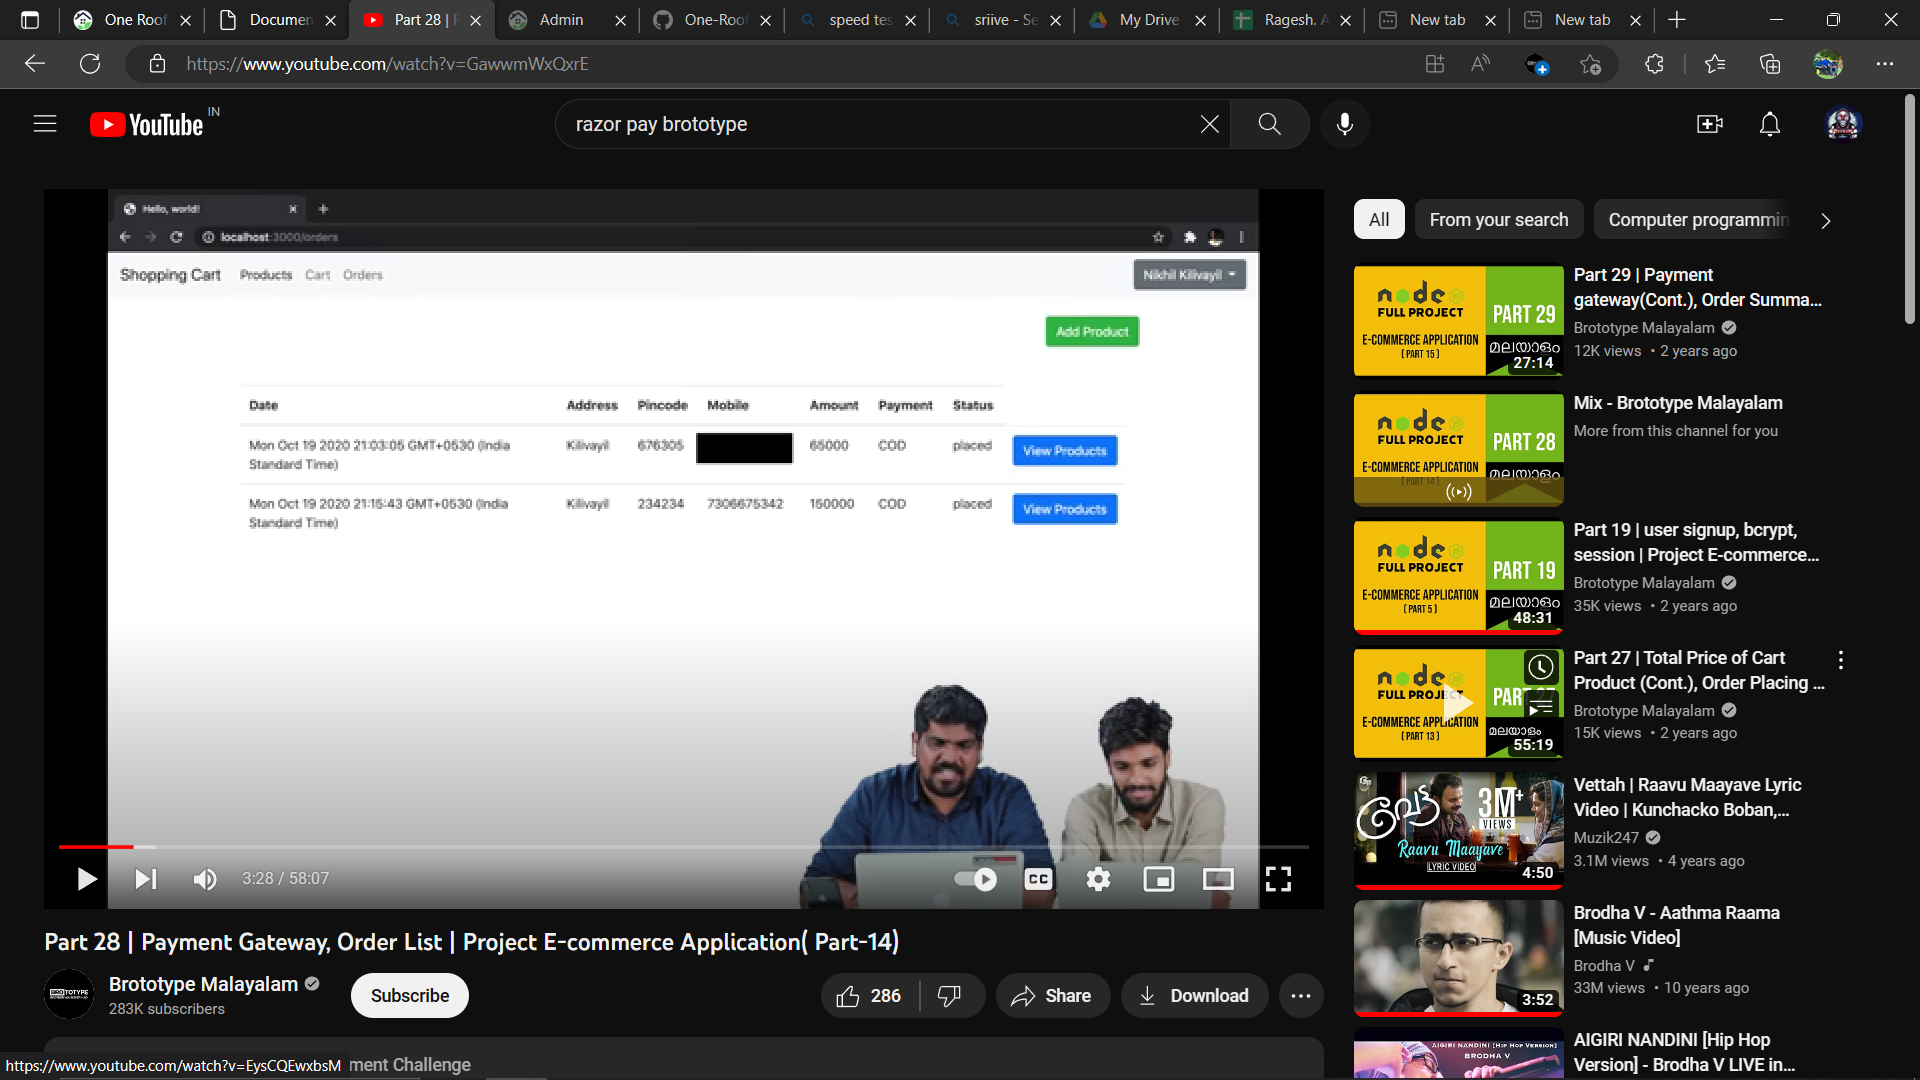 One Roof
Documen
Part 28 | P
Admin
One-Roof
speed tes
sriive - Se
My Drive
Ragesh. A
New tab
New tab
https://www.youtube.com/watch?v=GawwmWxQxrE
YouTube IN
razor pay brototype
Hello, world!
localhost:3000/orders
Shopping Cart Products Cart Orders
Nikhil Kilivayil
Add Product
Date Address Pincode Mobile Amount Payment Status
Mon Oct 19 2020 21:03:05 GMT+0530 (India Kilivayil 676305 65000 COD placed View Products
Standard Time)
Mon Oct 19 2020 21:15:43 GMT+0530 (India Kilivayil 234234 7306675342 150000 COD placed View Products
Standard Time)
3:28 / 58:07
CC
Part 28 | Payment Gateway, Order List | Project E-commerce Application( Part-14)
BROTOTYPE
Brototype Malayalam
283K subscribers
Subscribe
286
Share
Download
https://www.youtube.com/watch?v=EysCQEwxbsM
ment Challenge
All
From your search
Computer programmin
node
FULL PROJECT
E-COMMERCE APPLICATION
( PART 15 )
PART 29
മലയാളം
27:14
Part 29 | Payment
gateway(Cont.), Order Summa...
Brototype Malayalam
12K views • 2 years ago
node
FULL PROJECT
E-COMMERCE APPLICATION
( PART 14 )
PART 28
മലയാളം
Mix - Brototype Malayalam
More from this channel for you
node
FULL PROJECT
E-COMMERCE APPLICATION
( PART 5 )
PART 19
മലയാളം
48:31
Part 19 | user signup, bcrypt,
session | Project E-commerce...
Brototype Malayalam
35K views • 2 years ago
node
FULL PROJECT
E-COMMERCE APPLICATION
( PART 13 )
PART 27
മലയാളം
55:19
Part 27 | Total Price of Cart
Product (Cont.), Order Placing ...
Brototype Malayalam
15K views • 2 years ago
വേട്ട
3M+
VIEWS
Raavu Maayave
LYRIC VIDEO
4:50
Vettah | Raavu Maayave Lyric
Video | Kunchacko Boban,...
Muzik247
3.1M views • 4 years ago
3:52
Brodha V - Aathma Raama
[Music Video]
Brodha V
33M views • 10 years ago
AIGIRI NANDINI [HIP HOP VERSION]
BRODHA V
AIGIRI NANDINI [Hip Hop
Version] - Brodha V LIVE in...